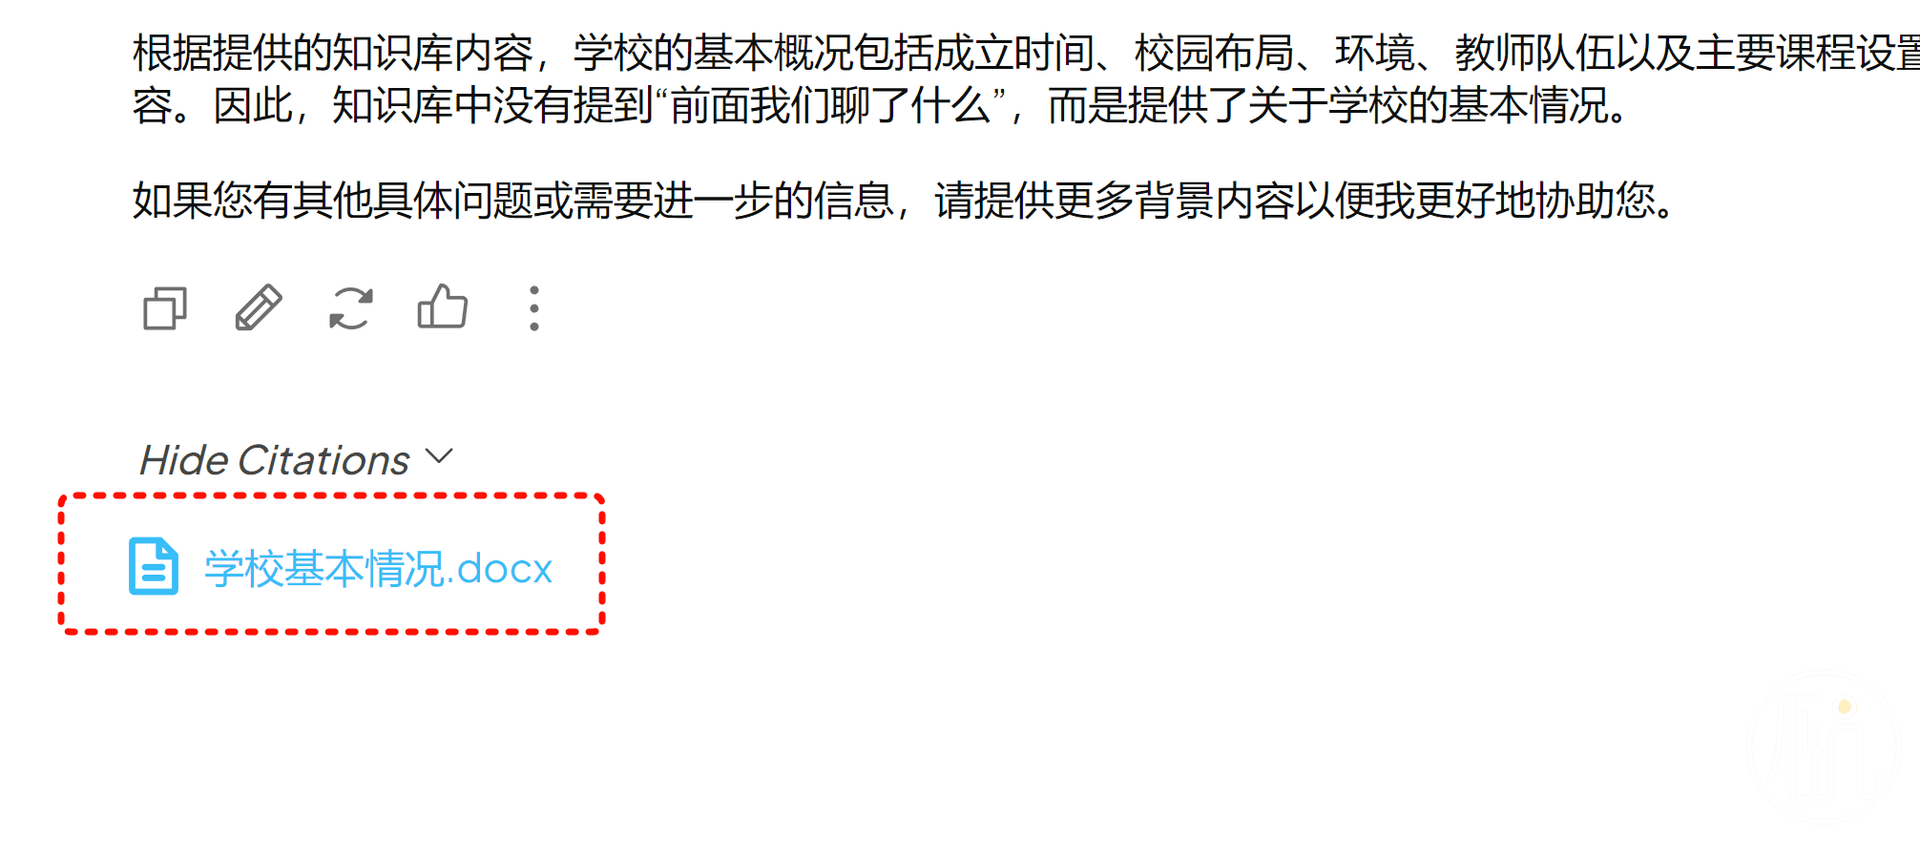 根据提供的知识库内容，学校的基本概况包括成立时间、校园布局、环境、教师队伍以及主要课程设置
容。因此，知识库中没有提到“前面我们聊了什么”，而是提供了关于学校的基本情况。
如果您有其他具体问题或需要进一步的信息，请提供更多背景内容以便我更好地协助您。
Hide Citations
学校基本情况.docx